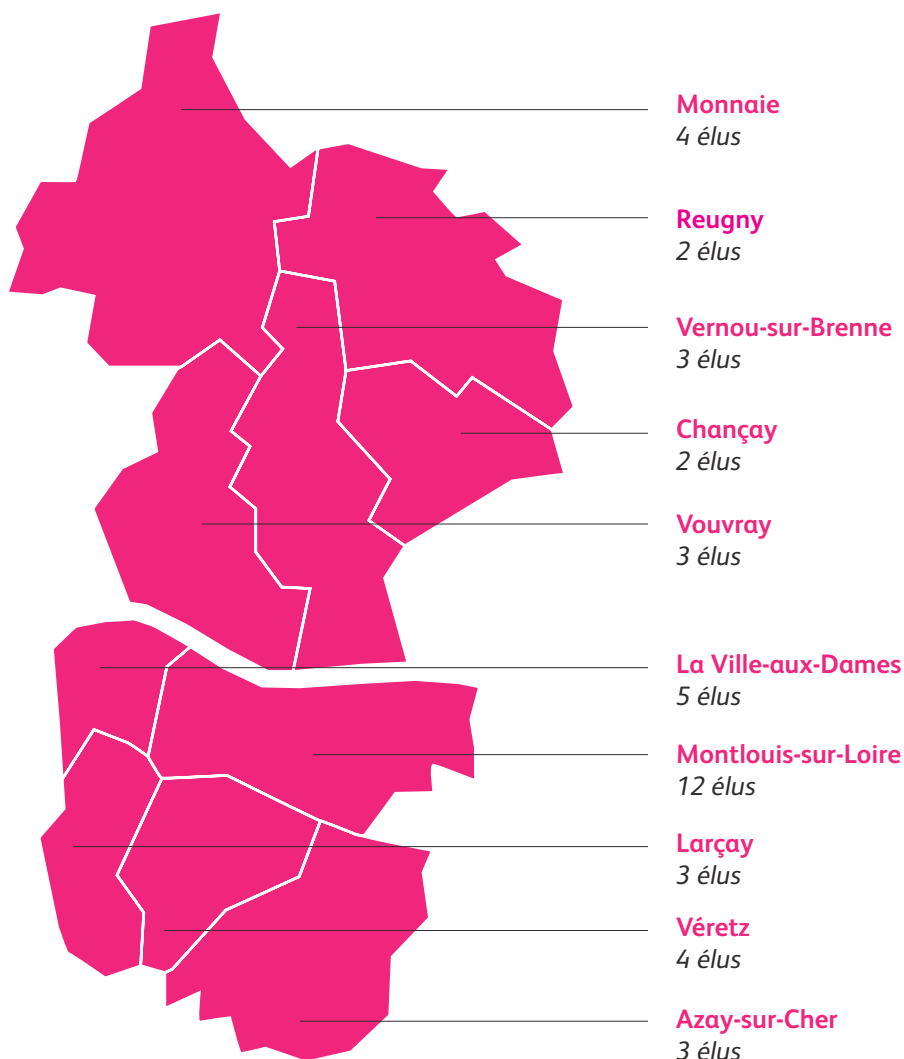 Monnaie
4 élus
Reugny
2 élus
Vernou-sur-Brenne
3 élus
Chançay
2 élus
Vouvray
3 élus
La Ville-aux-Dames
5 élus
Montlouis-sur-Loire
12 élus
Larçay
3 élus
Véretz
4 élus
Azay-sur-Cher
3 élus